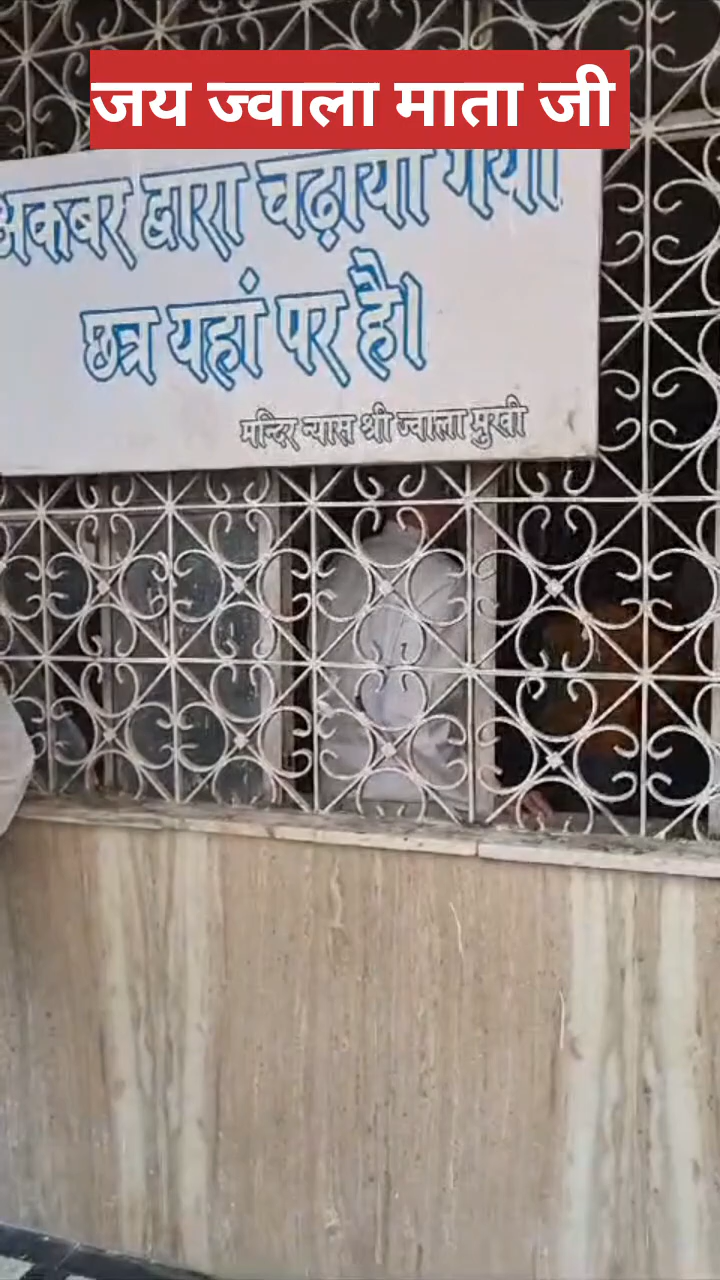 जय ज्वाला माता जी
अकबर द्वारा चढ़ाया गया
छत्र यहां पर है।
मन्दिर न्यास श्री ज्वाला मुखी